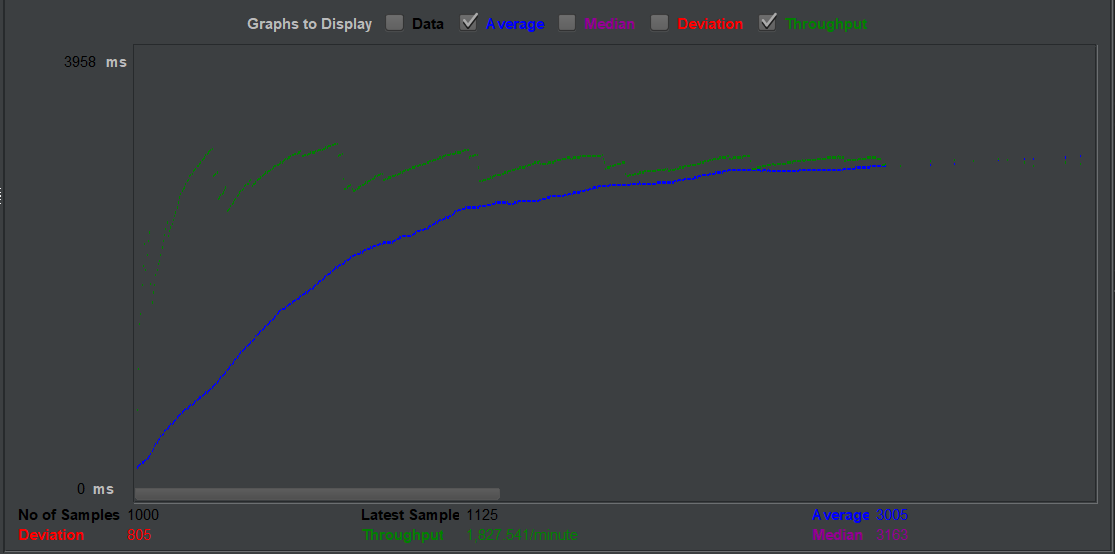 Graphs to Display Data Average Median Deviation Throughput
3958 ms
0 ms
No of Samples 1000 Latest Sample 1125 Average 3005
Deviation 805 Throughput 1,827.541/minute Median